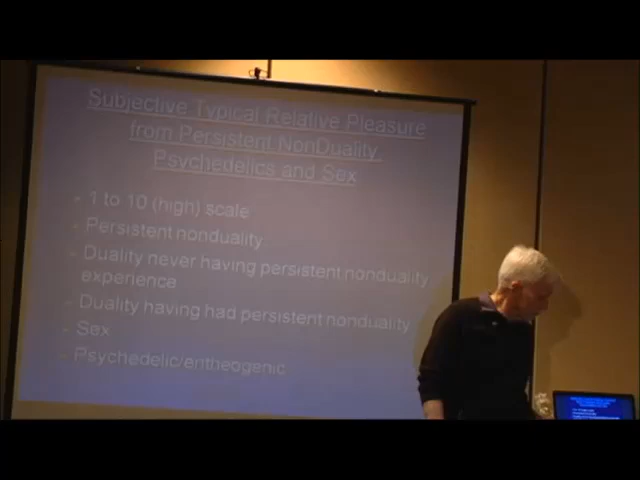 Subjective Typical Relative Pleasure
from Persistent NonDuality
Psychedelics and Sex
1 to 10 (high) scale
Persistent nonduality
Duality never having persistent nonduality
experience
Duality having had persistent nonduality
Sex
Psychedelic/entheogenic